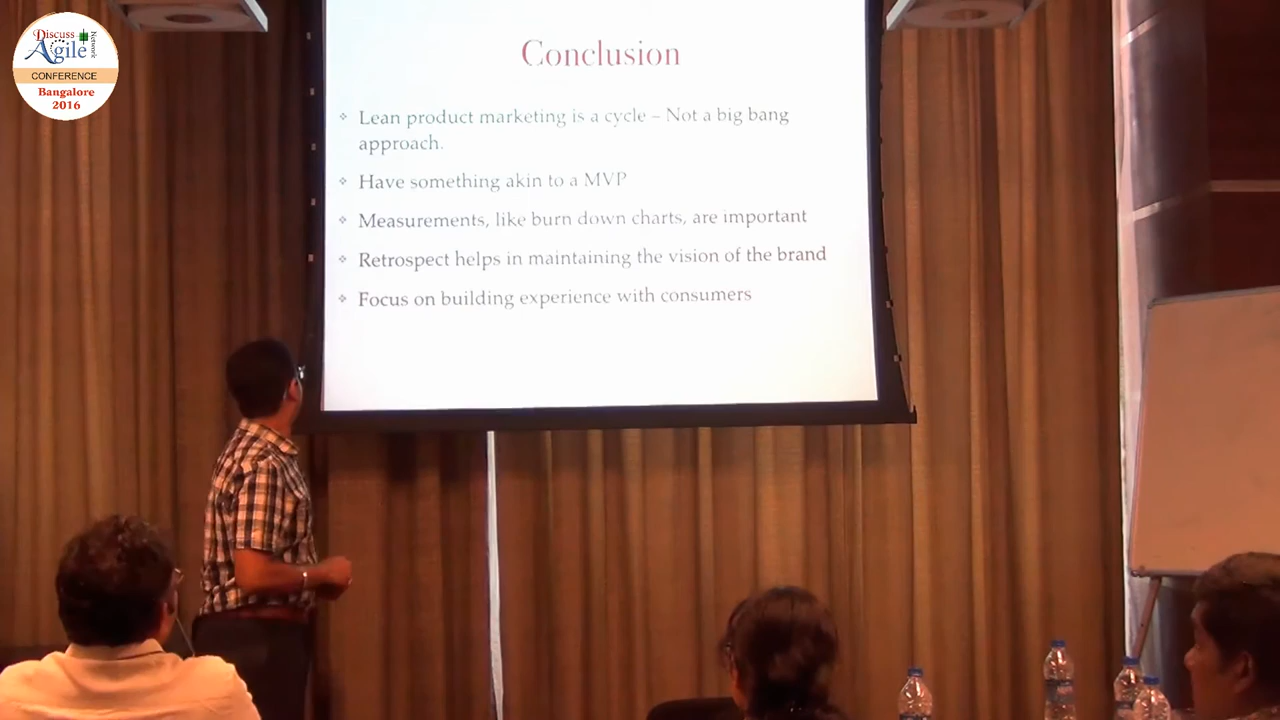 Discuss
Agile
Network
CONFERENCE
Bangalore
2016
Conclusion
Lean product marketing is a cycle – Not a big bang
approach.
Have something akin to a MVP
Measurements, like burn down charts, are important
Retrospect helps in maintaining the vision of the brand
Focus on building experience with consumers